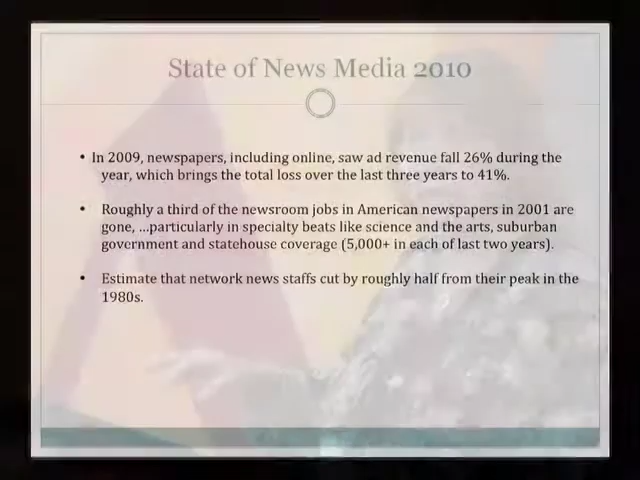 State of News Media 2010
• In 2009, newspapers, including online, saw ad revenue fall 26% during the
year, which brings the total loss over the last three years to 41%.
• Roughly a third of the newsroom jobs in American newspapers in 2001 are
gone, ...particularly in specialty beats like science and the arts, suburban
government and statehouse coverage (5,000+ in each of last two years).
• Estimate that network news staffs cut by roughly half from their peak in the
1980s.